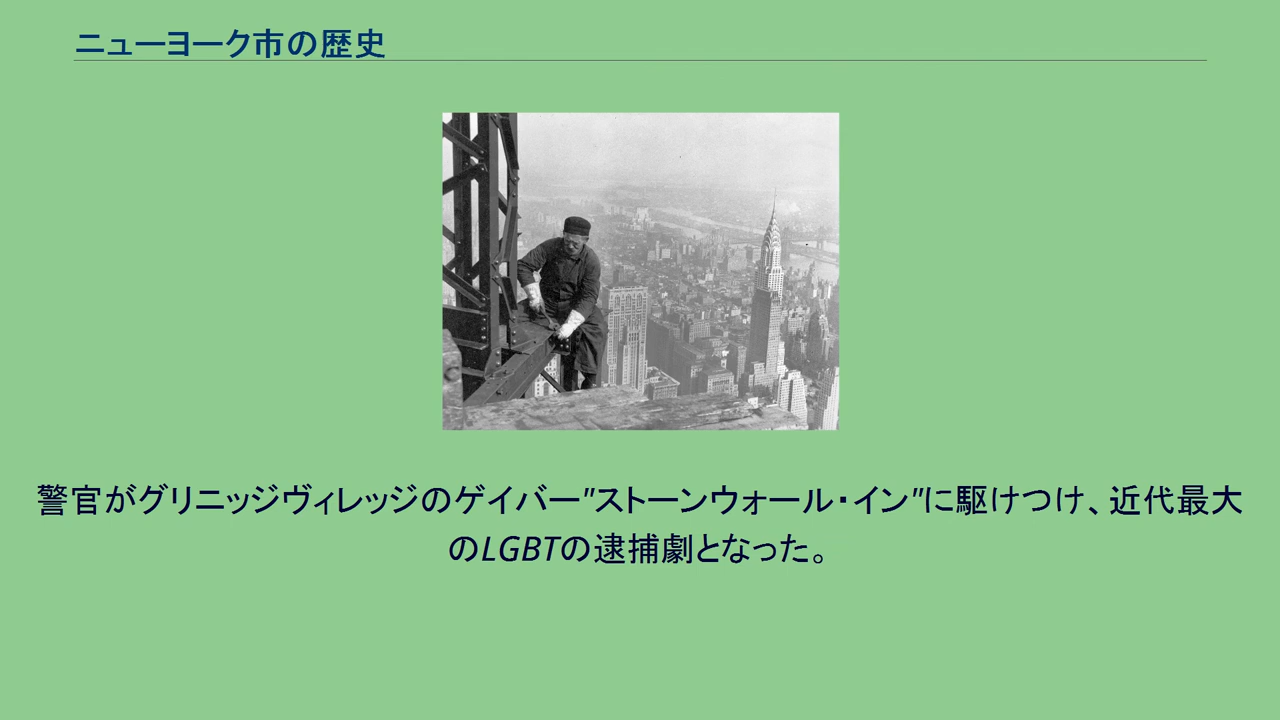 ニューヨーク市の歴史
警官がグリニッジヴィレッジのゲイバー"ストーンウォール・イン"に駆けつけ、近代最大
のLGBTの逮捕劇となった。